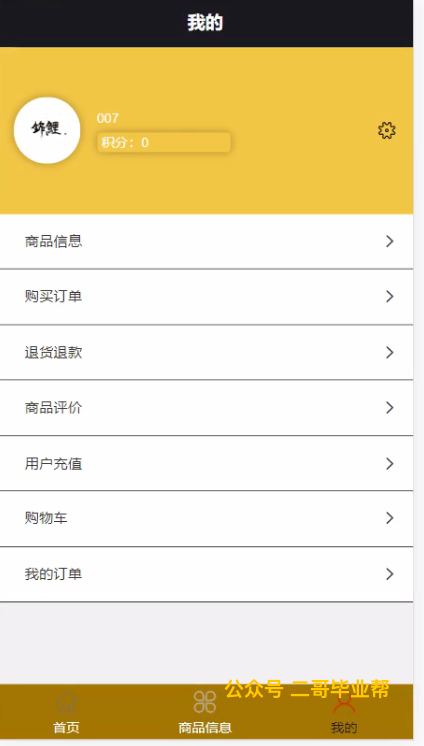 我的
锦鲤.
007
积分：0
商品信息
购买订单
退货退款
商品评价
用户充值
购物车
我的订单
公众号 二哥毕业帮
首页 商品信息 我的